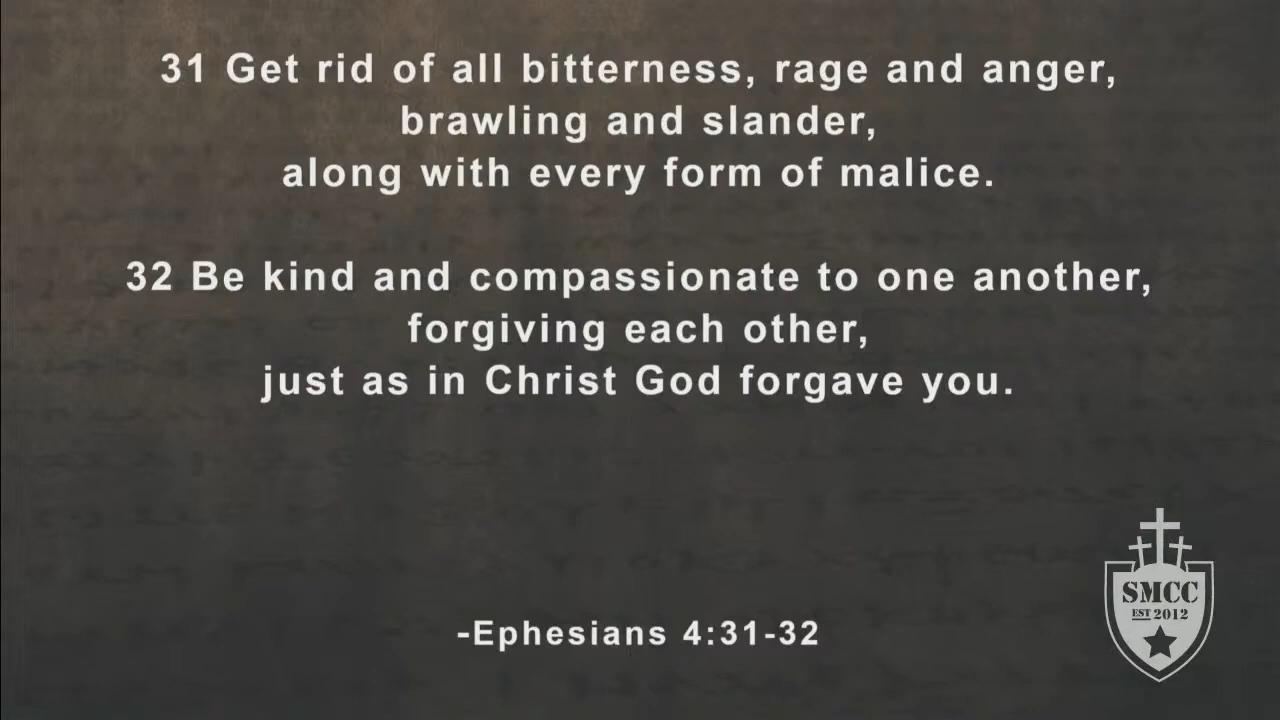 31 Get rid of all bitterness, rage and anger,
brawling and slander,
along with every form of malice.
32 Be kind and compassionate to one another,
forgiving each other,
just as in Christ God forgave you.
-Ephesians 4:31-32
SMCC
EST 2012